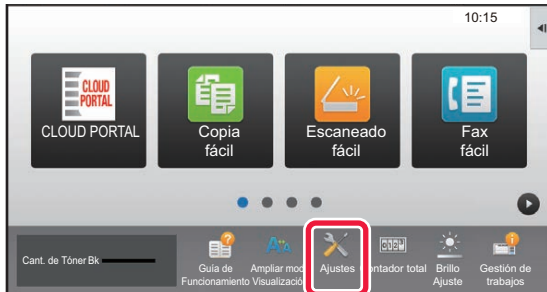 10:15
CLOUD
PORTAL
CLOUD PORTAL
Copia
fácil
Escaneado
fácil
Fax
fácil
Cant. de Tóner Bk
Guía de
Funcionamiento
Ampliar mod
Visualizació
Ajustes
ontador total
Brillo
Ajuste
Gestión de
trabajos